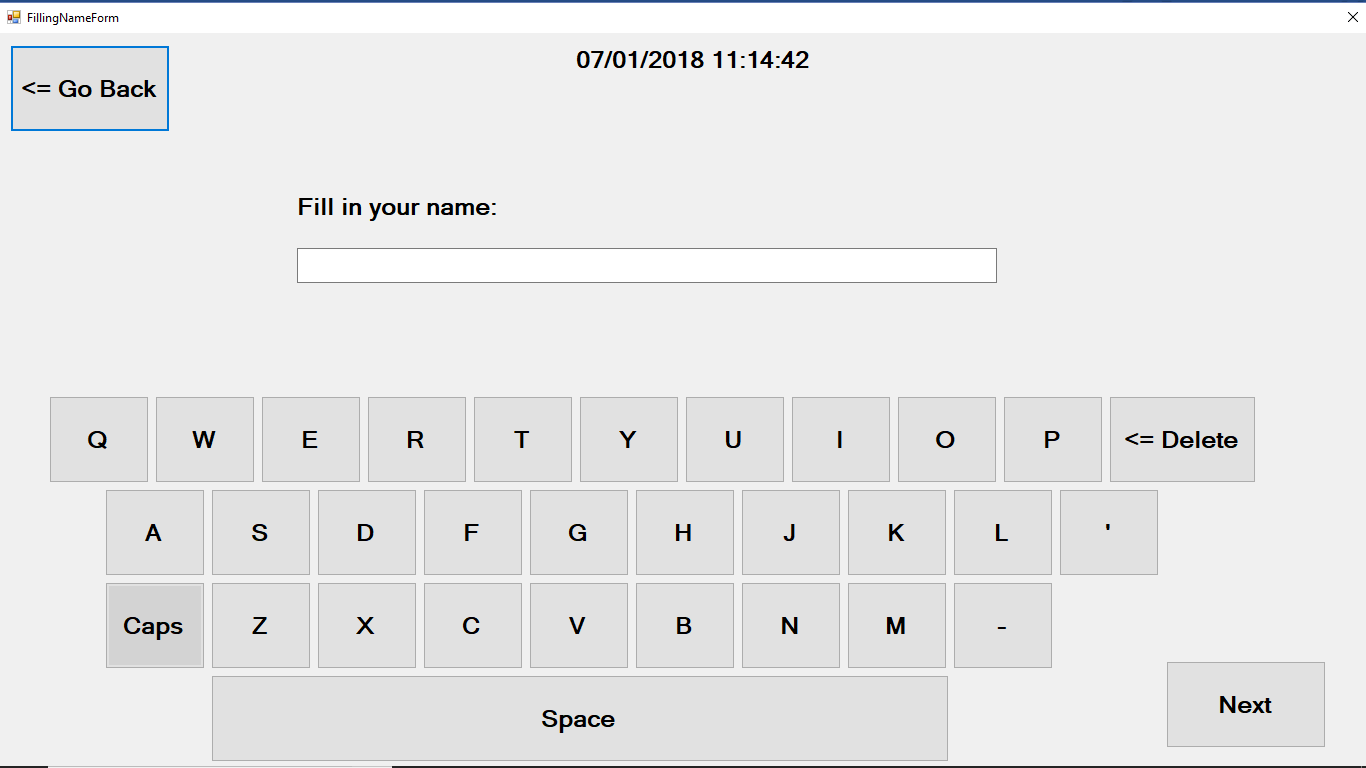 FillingNameForm
<= Go Back
07/01/2018 11:14:42
Fill in your name:
Q W E R T Y U I O P <= Delete
A S D F G H J K L '
Caps Z X C V B N M -
Space
Next